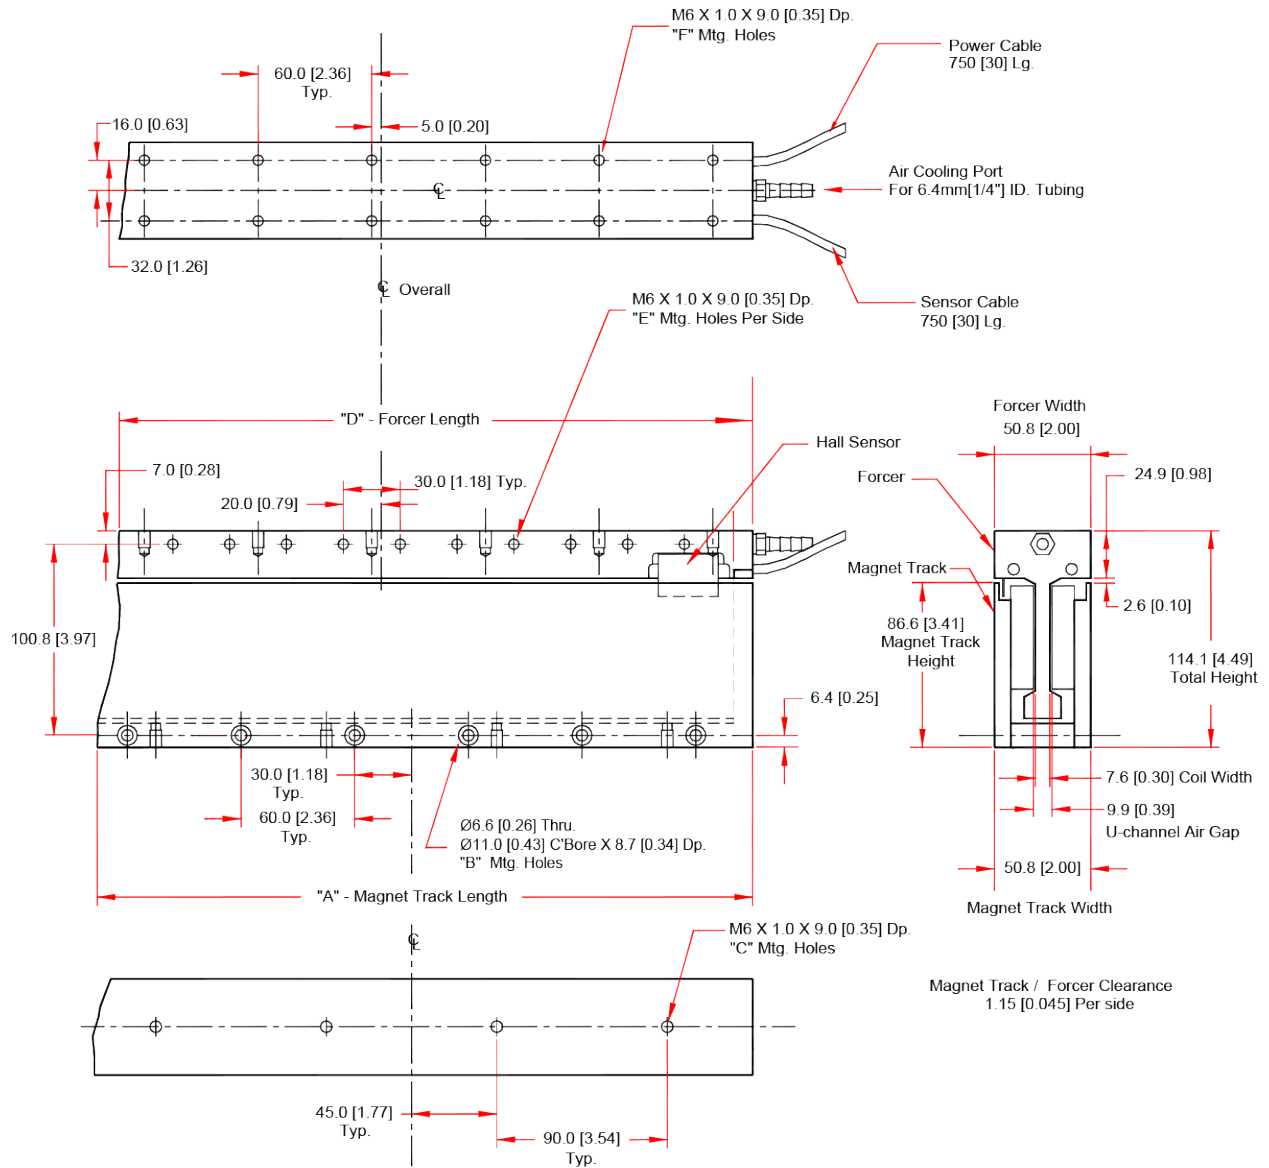 M6 X 1.0 X 9.0 [0.35] Dp.
"F" Mtg. Holes
Power Cable
750 [30] Lg.
60.0 [2.36]
Typ.
16.0 [0.63]
5.0 [0.20]
Air Cooling Port
For 6.4mm[1/4"] ID. Tubing
℄
32.0 [1.26]
℄ Overall
M6 X 1.0 X 9.0 [0.35] Dp.
"E" Mtg. Holes Per Side
Sensor Cable
750 [30] Lg.
"D" - Forcer Length
Forcer Width
50.8 [2.00]
Hall Sensor
7.0 [0.28]
30.0 [1.18] Typ.
20.0 [0.79]
Forcer
24.9 [0.98]
Magnet Track
2.6 [0.10]
100.8 [3.97]
86.6 [3.41]
Magnet Track
Height
114.1 [4.49]
Total Height
6.4 [0.25]
30.0 [1.18]
Typ.
60.0 [2.36]
Typ.
7.6 [0.30] Coil Width
9.9 [0.39]
U-channel Air Gap
Ø6.6 [0.26] Thru.
Ø11.0 [0.43] C'Bore X 8.7 [0.34] Dp.
"B" Mtg. Holes
50.8 [2.00]
Magnet Track Width
"A" - Magnet Track Length
℄
M6 X 1.0 X 9.0 [0.35] Dp.
"C" Mtg. Holes
Magnet Track / Forcer Clearance
1.15 [0.045] Per side
45.0 [1.77]
Typ.
90.0 [3.54]
Typ.